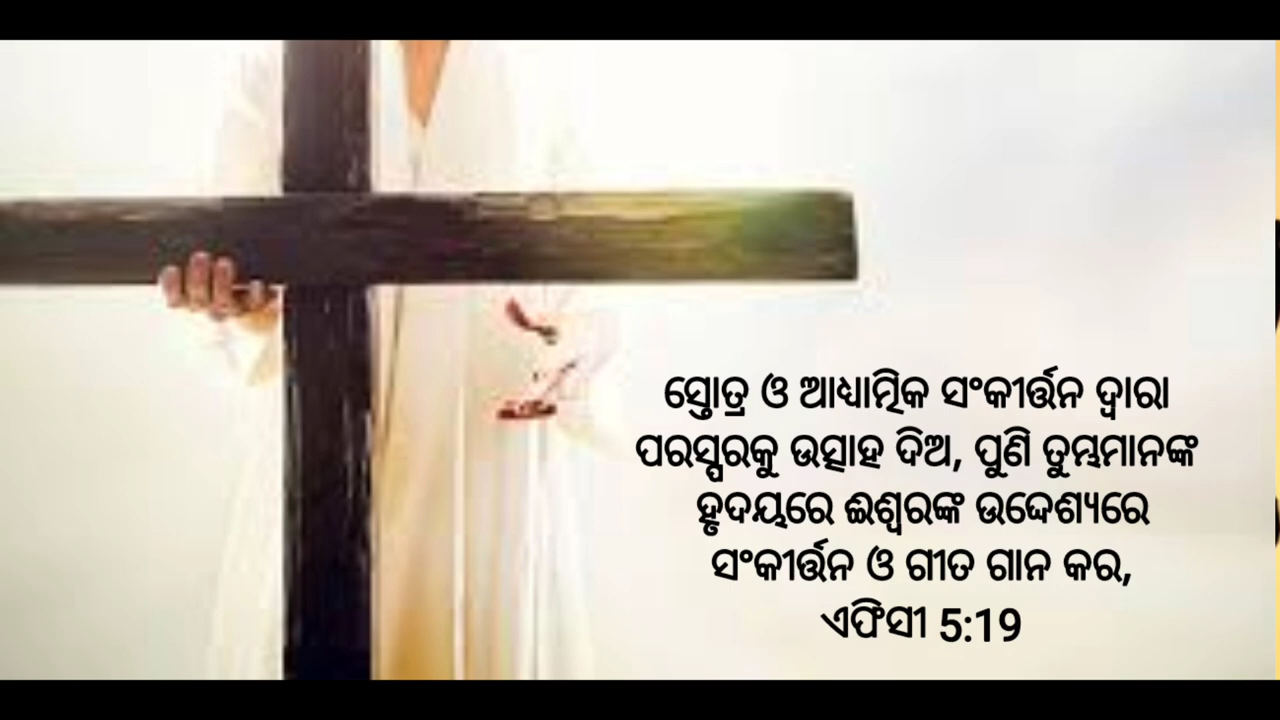 ସ୍ତୋତ୍ର ଓ ଆଧ୍ୟାତ୍ମିକ ସଂକୀର୍ତ୍ତନ ଦ୍ୱାରା
ପରସ୍ପରକୁ ଉତ୍ସାହ ଦିଅ, ପୁଣି ତୁମ୍ଭମାନଙ୍କ
ହୃଦୟରେ ଈଶ୍ୱରଙ୍କ ଉଦ୍ଦେଶ୍ୟରେ
ସଂକୀର୍ତ୍ତନ ଓ ଗୀତ ଗାନ କର,
ଏଫିସୀ 5:19